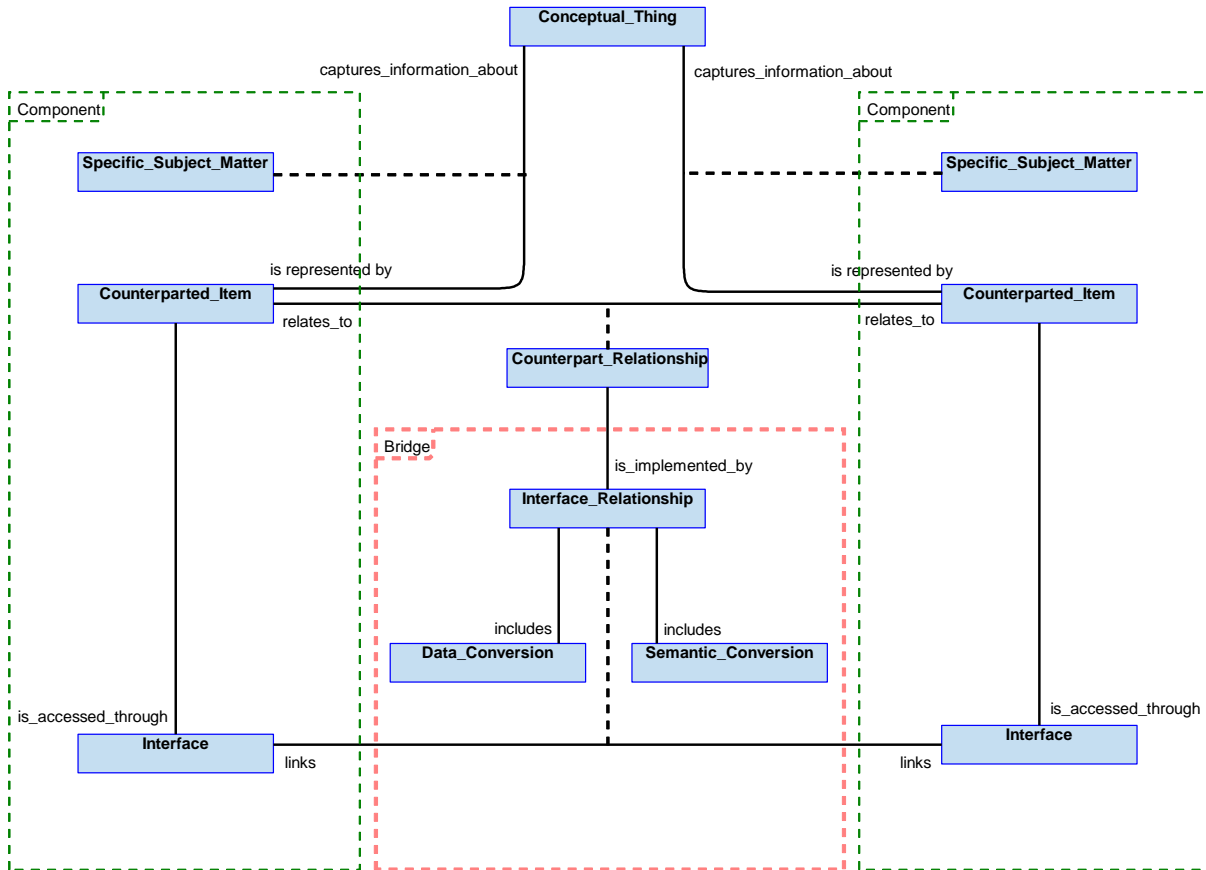 Conceptual_Thing
captures_information_about
captures_information_about
Component
Component
Specific_Subject_Matter
Specific_Subject_Matter
is represented by
is represented by
Counterparted_Item
Counterparted_Item
relates_to
relates_to
Counterpart_Relationship
Bridge
is_implemented_by
Interface_Relationship
includes
includes
Data_Conversion
Semantic_Conversion
is_accessed_through
is_accessed_through
Interface
Interface
links
links